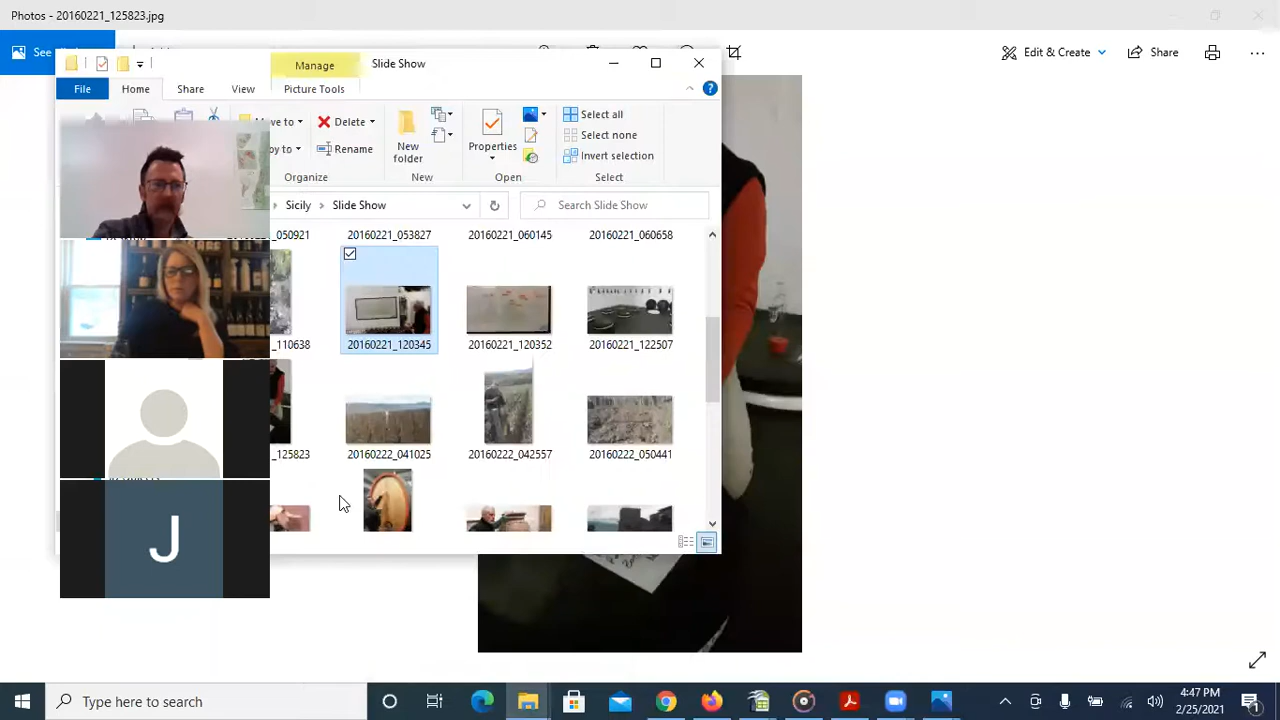 Photos - 20160221_125823.jpg
See
Edit & Create
Share
Manage
Slide Show
File
Home
Share
View
Picture Tools
Move to
Delete
Rename
New folder
Properties
Select all
Select none
Invert selection
Organize
New
Open
Select
Sicily
Slide Show
Search Slide Show
_050921
20160221_053827
20160221_060145
20160221_060658
_110638
20160221_120345
20160221_120352
20160221_122507
_125823
20160222_041025
20160222_042557
20160222_050441
J
Type here to search
4:47 PM
2/25/2021